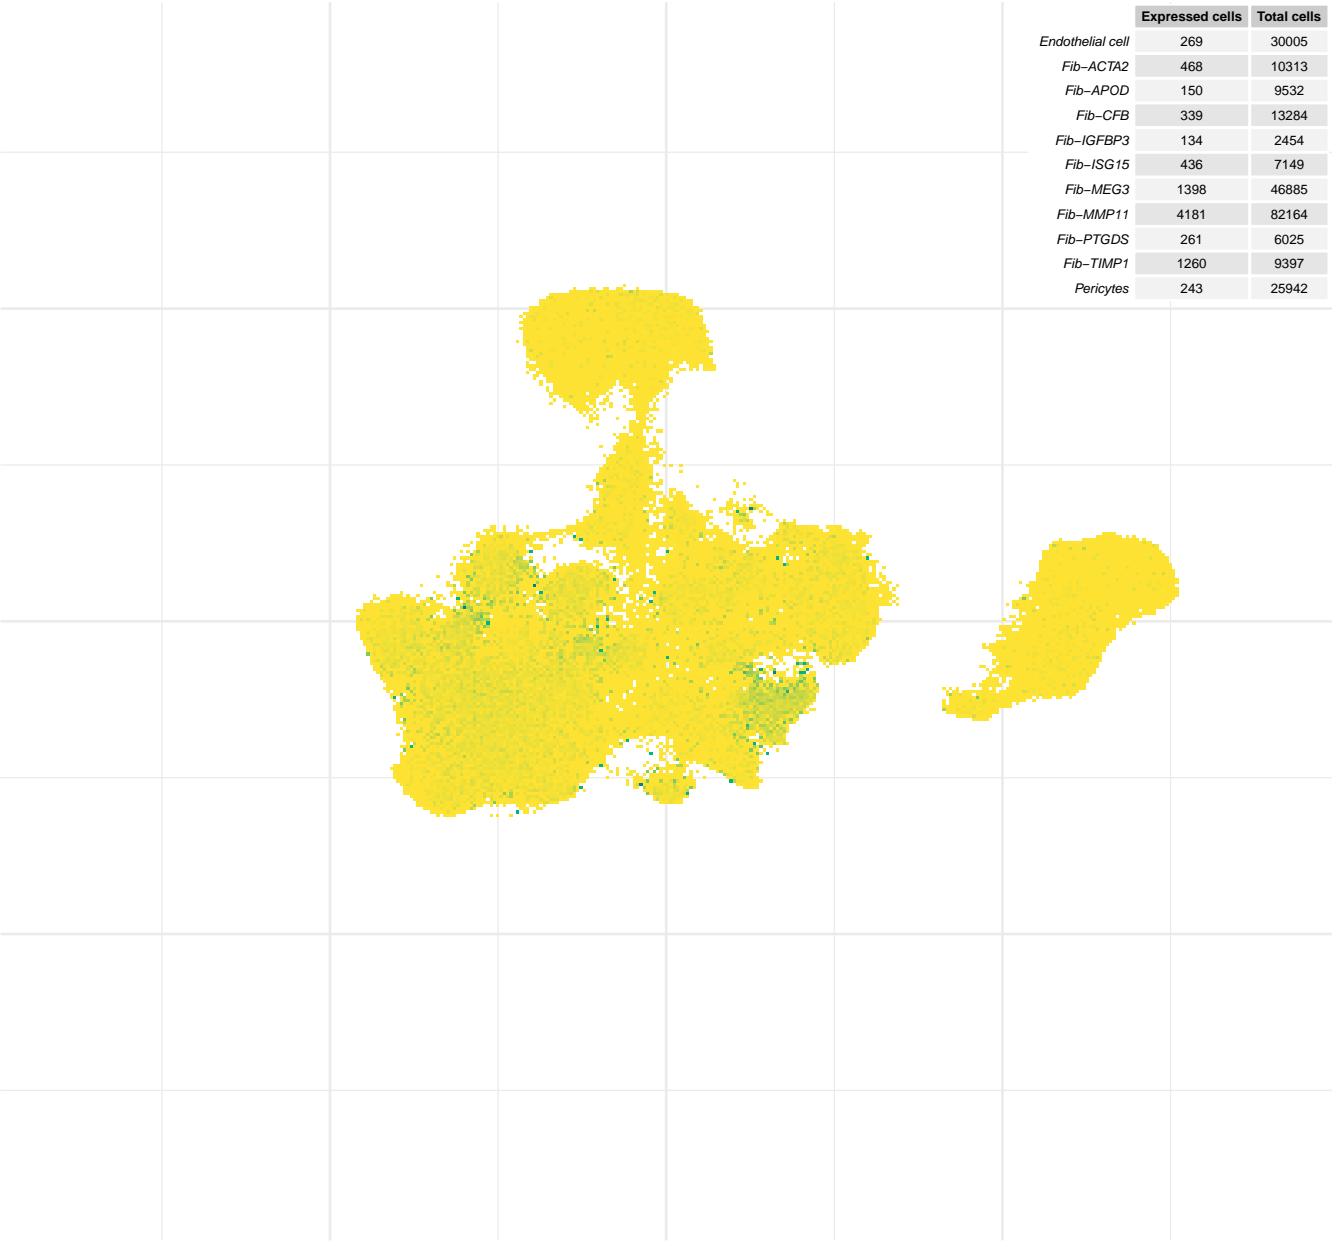 Expressed cells Total cells
Endothelial cell 269 30005
Fib−ACTA2 468 10313
Fib−APOD 150 9532
Fib−CFB 339 13284
Fib−IGFBP3 134 2454
Fib−ISG15 436 7149
Fib−MEG3 1398 46885
Fib−MMP11 4181 82164
Fib−PTGDS 261 6025
Fib−TIMP1 1260 9397
Pericytes 243 25942